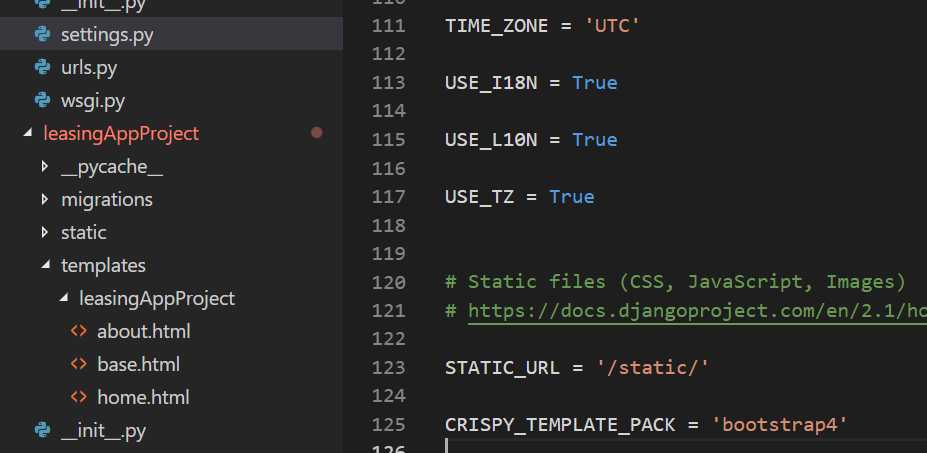 __init__.py
settings.py
urls.py
wsgi.py
leasingAppProject
__pycache__
migrations
static
templates
leasingAppProject
about.html
base.html
home.html
__init__.py
110
111 TIME_ZONE = 'UTC'
112
113 USE_I18N = True
114
115 USE_L10N = True
116
117 USE_TZ = True
118
119
120 # Static files (CSS, JavaScript, Images)
121 # https://docs.djangoproject.com/en/2.1/ho
122
123 STATIC_URL = '/static/'
124
125 CRISPY_TEMPLATE_PACK = 'bootstrap4'
126